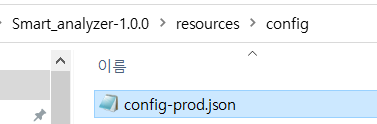 Smart_analyzer-1.0.0 > resources > config
이름
config-prod.json